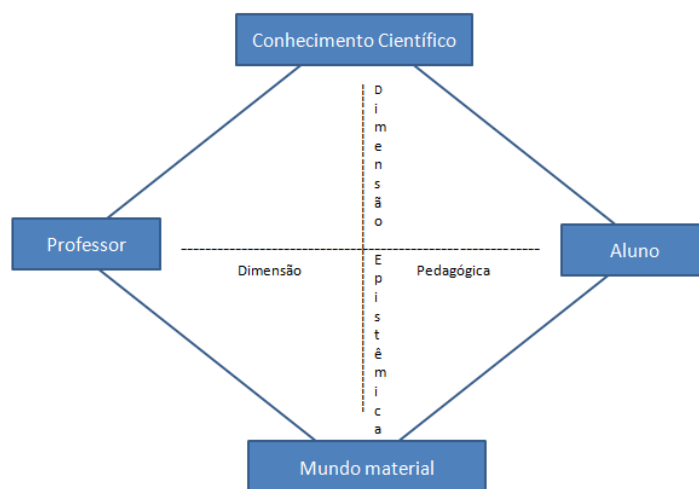 Conhecimento Científico
Dimensão
Professor
Aluno
Dimensão Pedagógica
Epistêmica
Mundo material